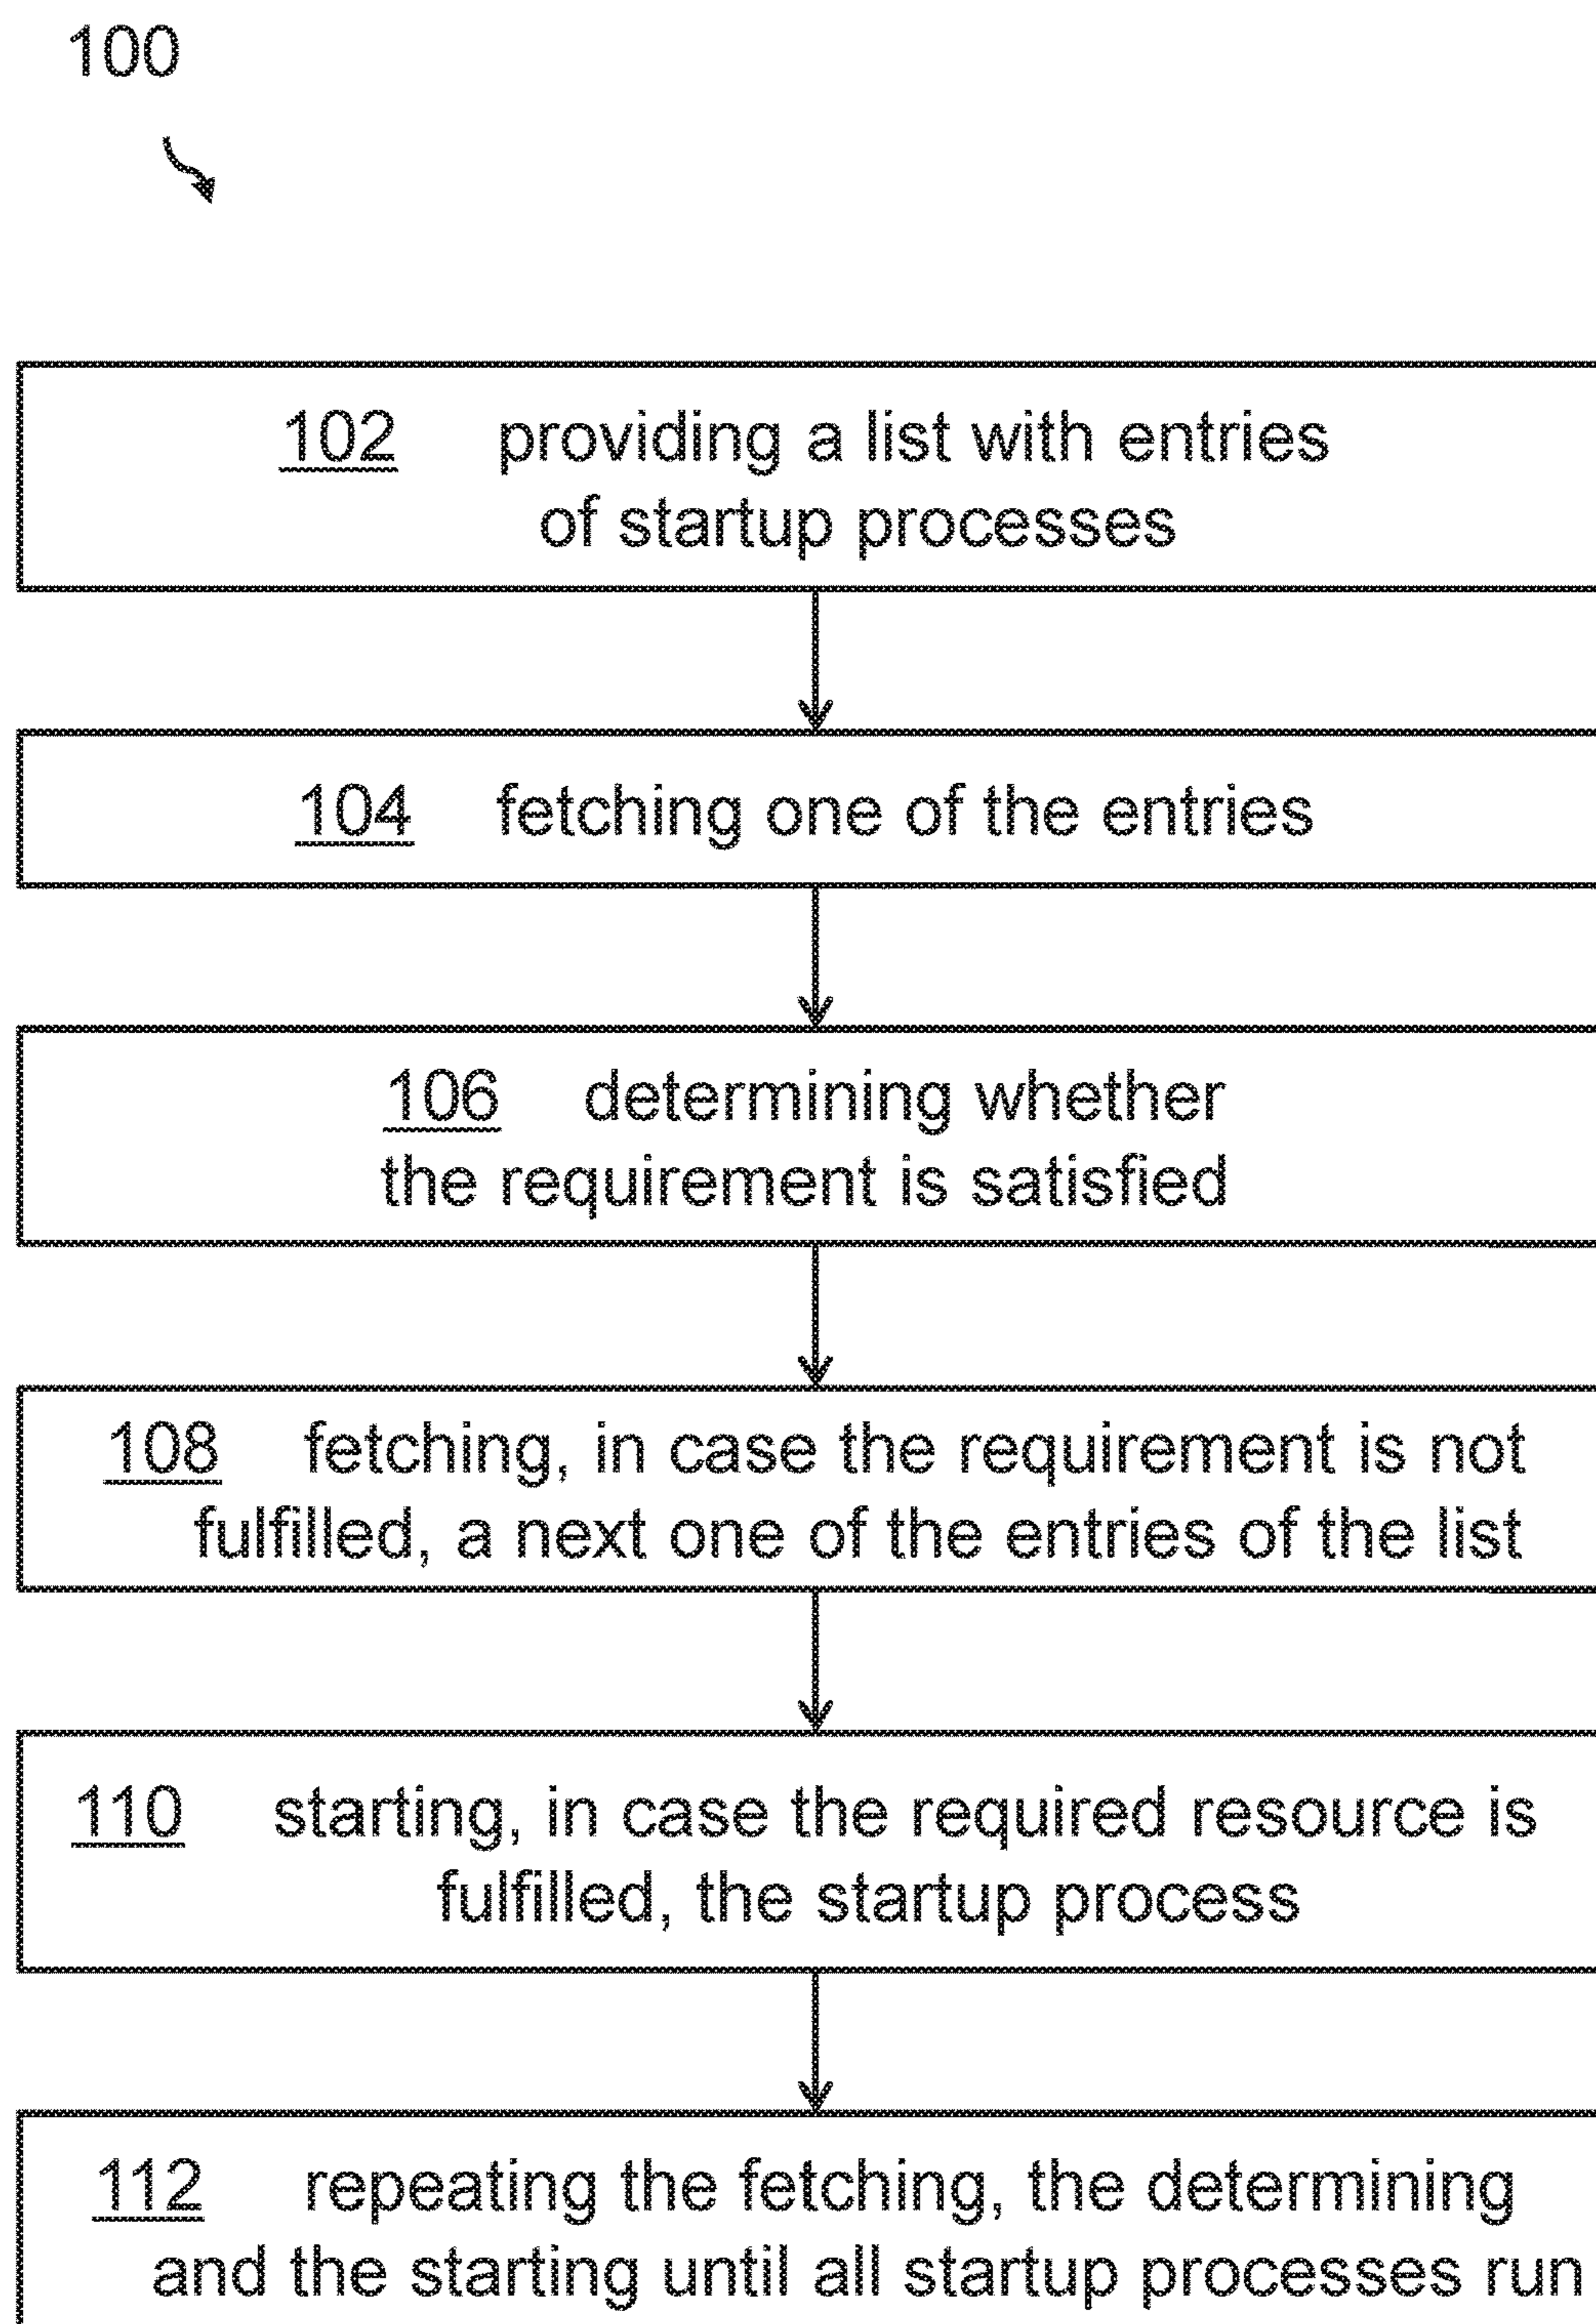 100
102 providing a list with entries
of startup processes
104 fetching one of the entries
106 determining whether
the requirement is satisfied
108 fetching, in case the requirement is not
fulfilled, a next one of the entries of the list
110 starting, in case the required resource is
fulfilled, the startup process
112 repeating the fetching, the determining
and the starting until all startup processes run